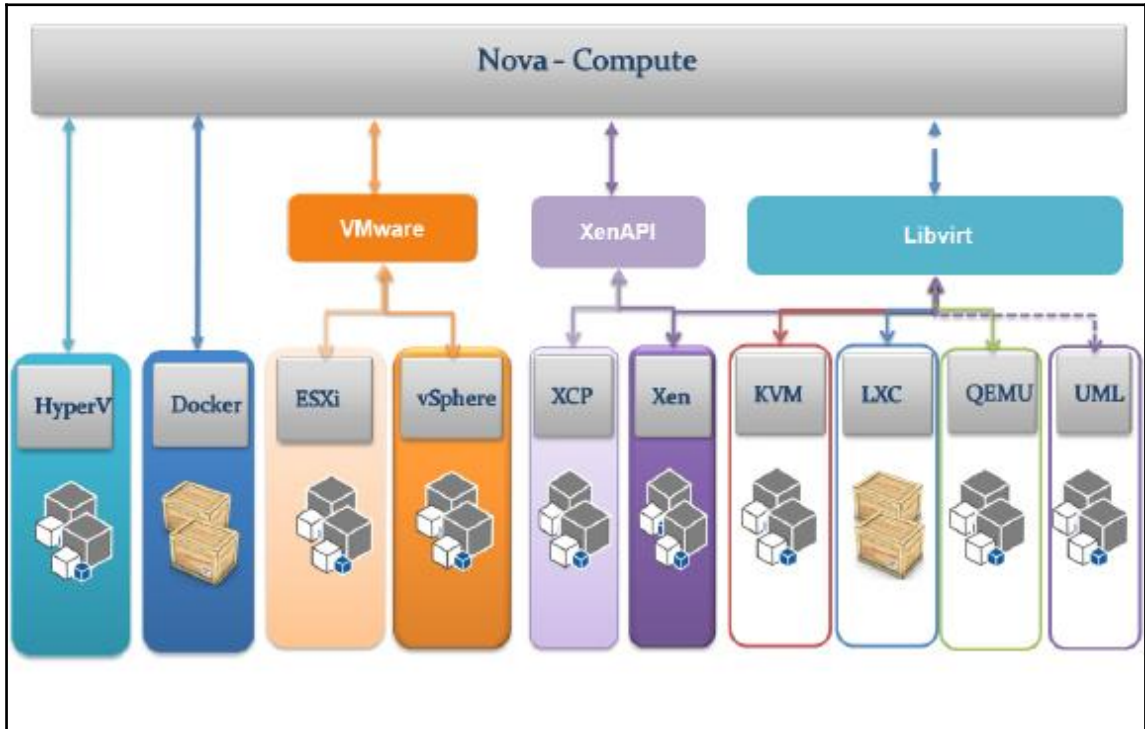 Nova - Compute
VMware
XenAPI
Libvirt
HyperV
Docker
ESXi
vSphere
XCP
Xen
KVM
LXC
QEMU
UML